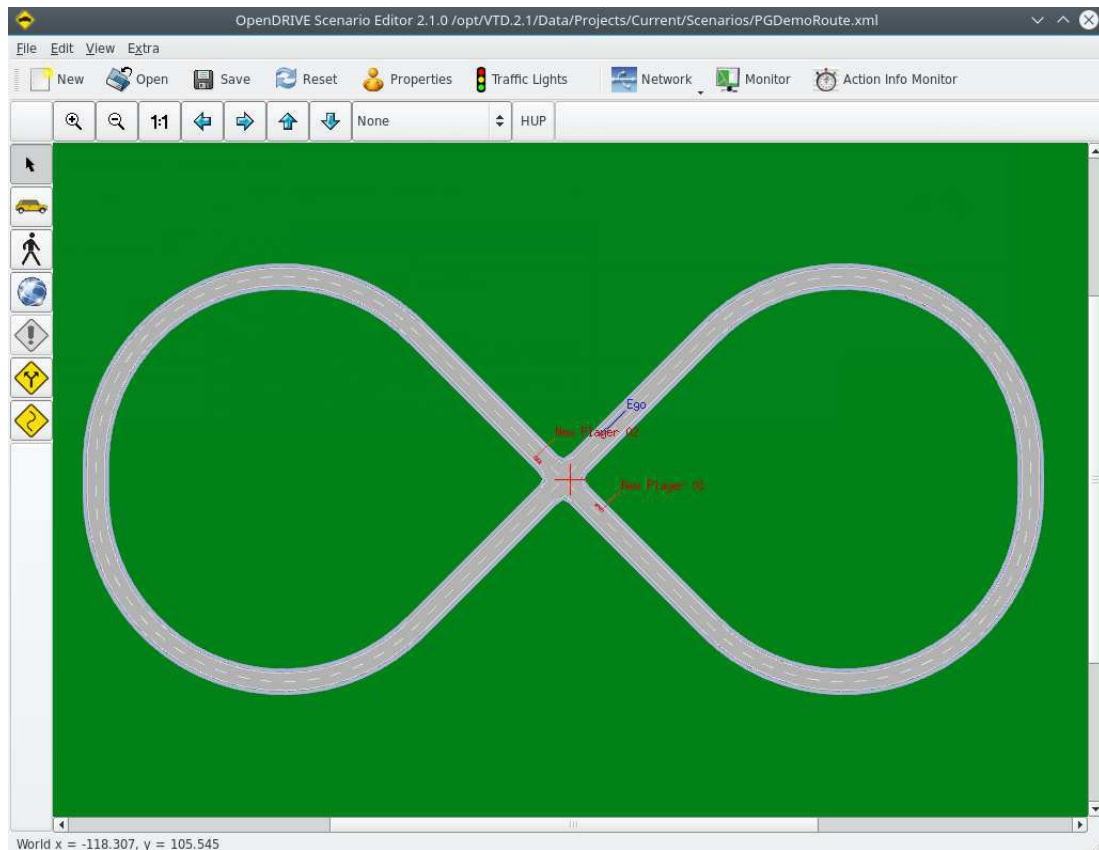 OpenDRIVE Scenario Editor 2.1.0 /opt/VTD.2.1/Data/Projects/Current/Scenarios/PGDemoRoute.xml
File Edit View Extra
New Open Save Reset Properties Traffic Lights Network Monitor Action Info Monitor
1:1 None HUP
Ego
New Player 02
New Player 01
World x = -118.307, y = 105.545